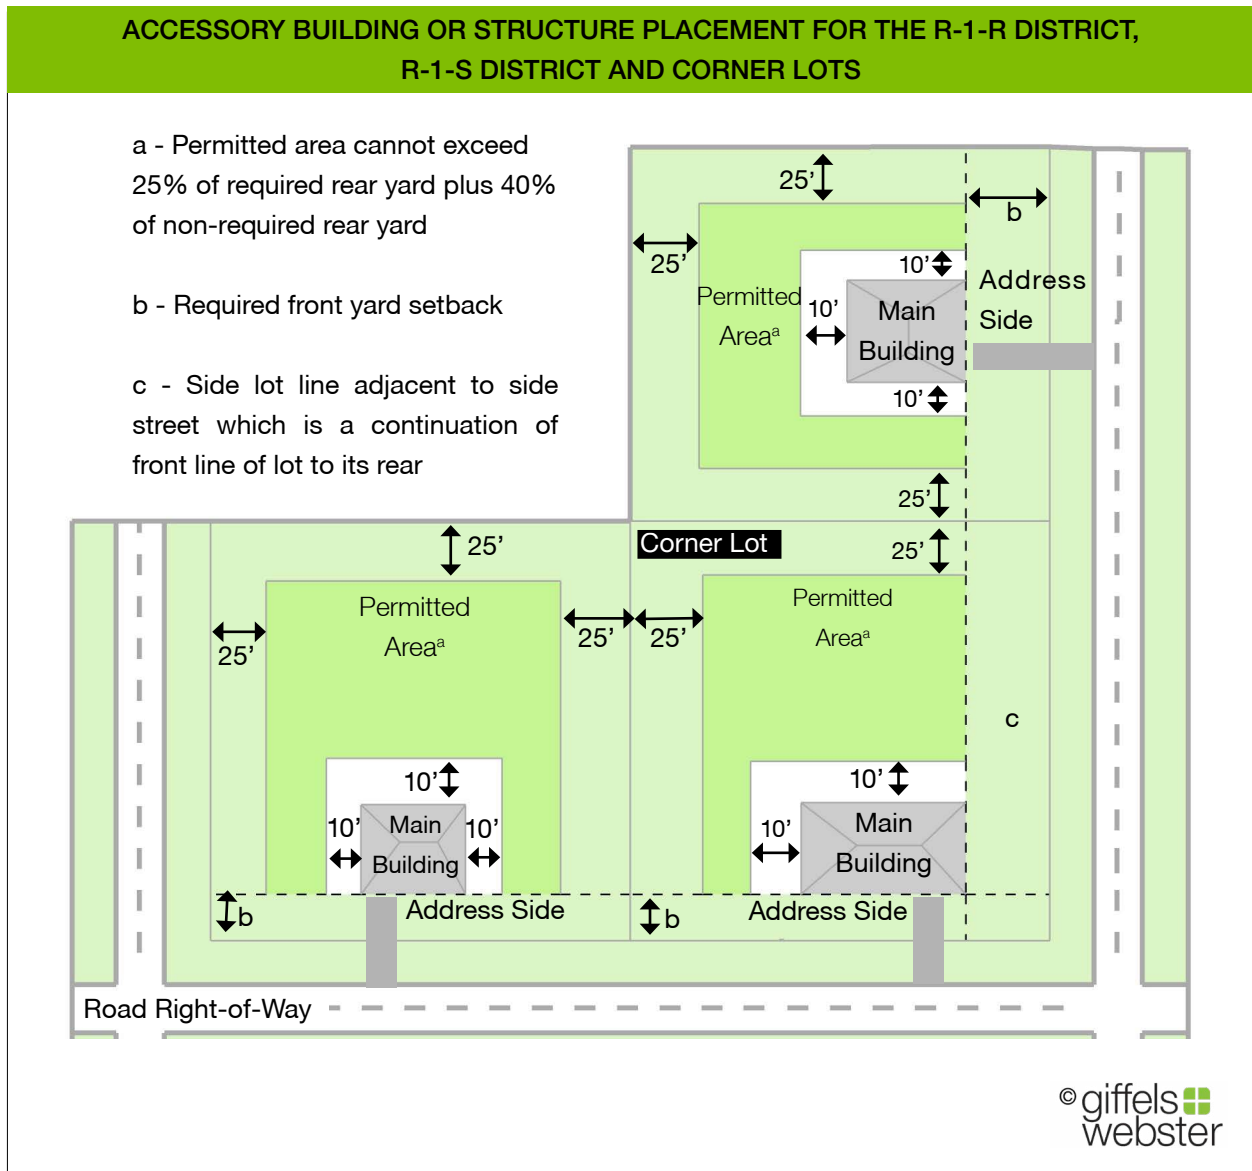 ACCESSORY BUILDING OR STRUCTURE PLACEMENT FOR THE R-1-R DISTRICT,
R-1-S DISTRICT AND CORNER LOTS
a - Permitted area cannot exceed
25% of required rear yard plus 40%
of non-required rear yard
b - Required front yard setback
c - Side lot line adjacent to side
street which is a continuation of
front line of lot to its rear
25’
b
25’
10’
Address
Side
Permitted
Areaᵃ
10’
Main
Building
10’
25’
Corner Lot
25’
25’
Permitted
Areaᵃ
25’
25’
25’
Permitted
Areaᵃ
c
10’
10’
Main
Building
10’
10’
10’
Main
Building
b
Address Side
b
Address Side
Road Right-of-Way
© giffels
webster